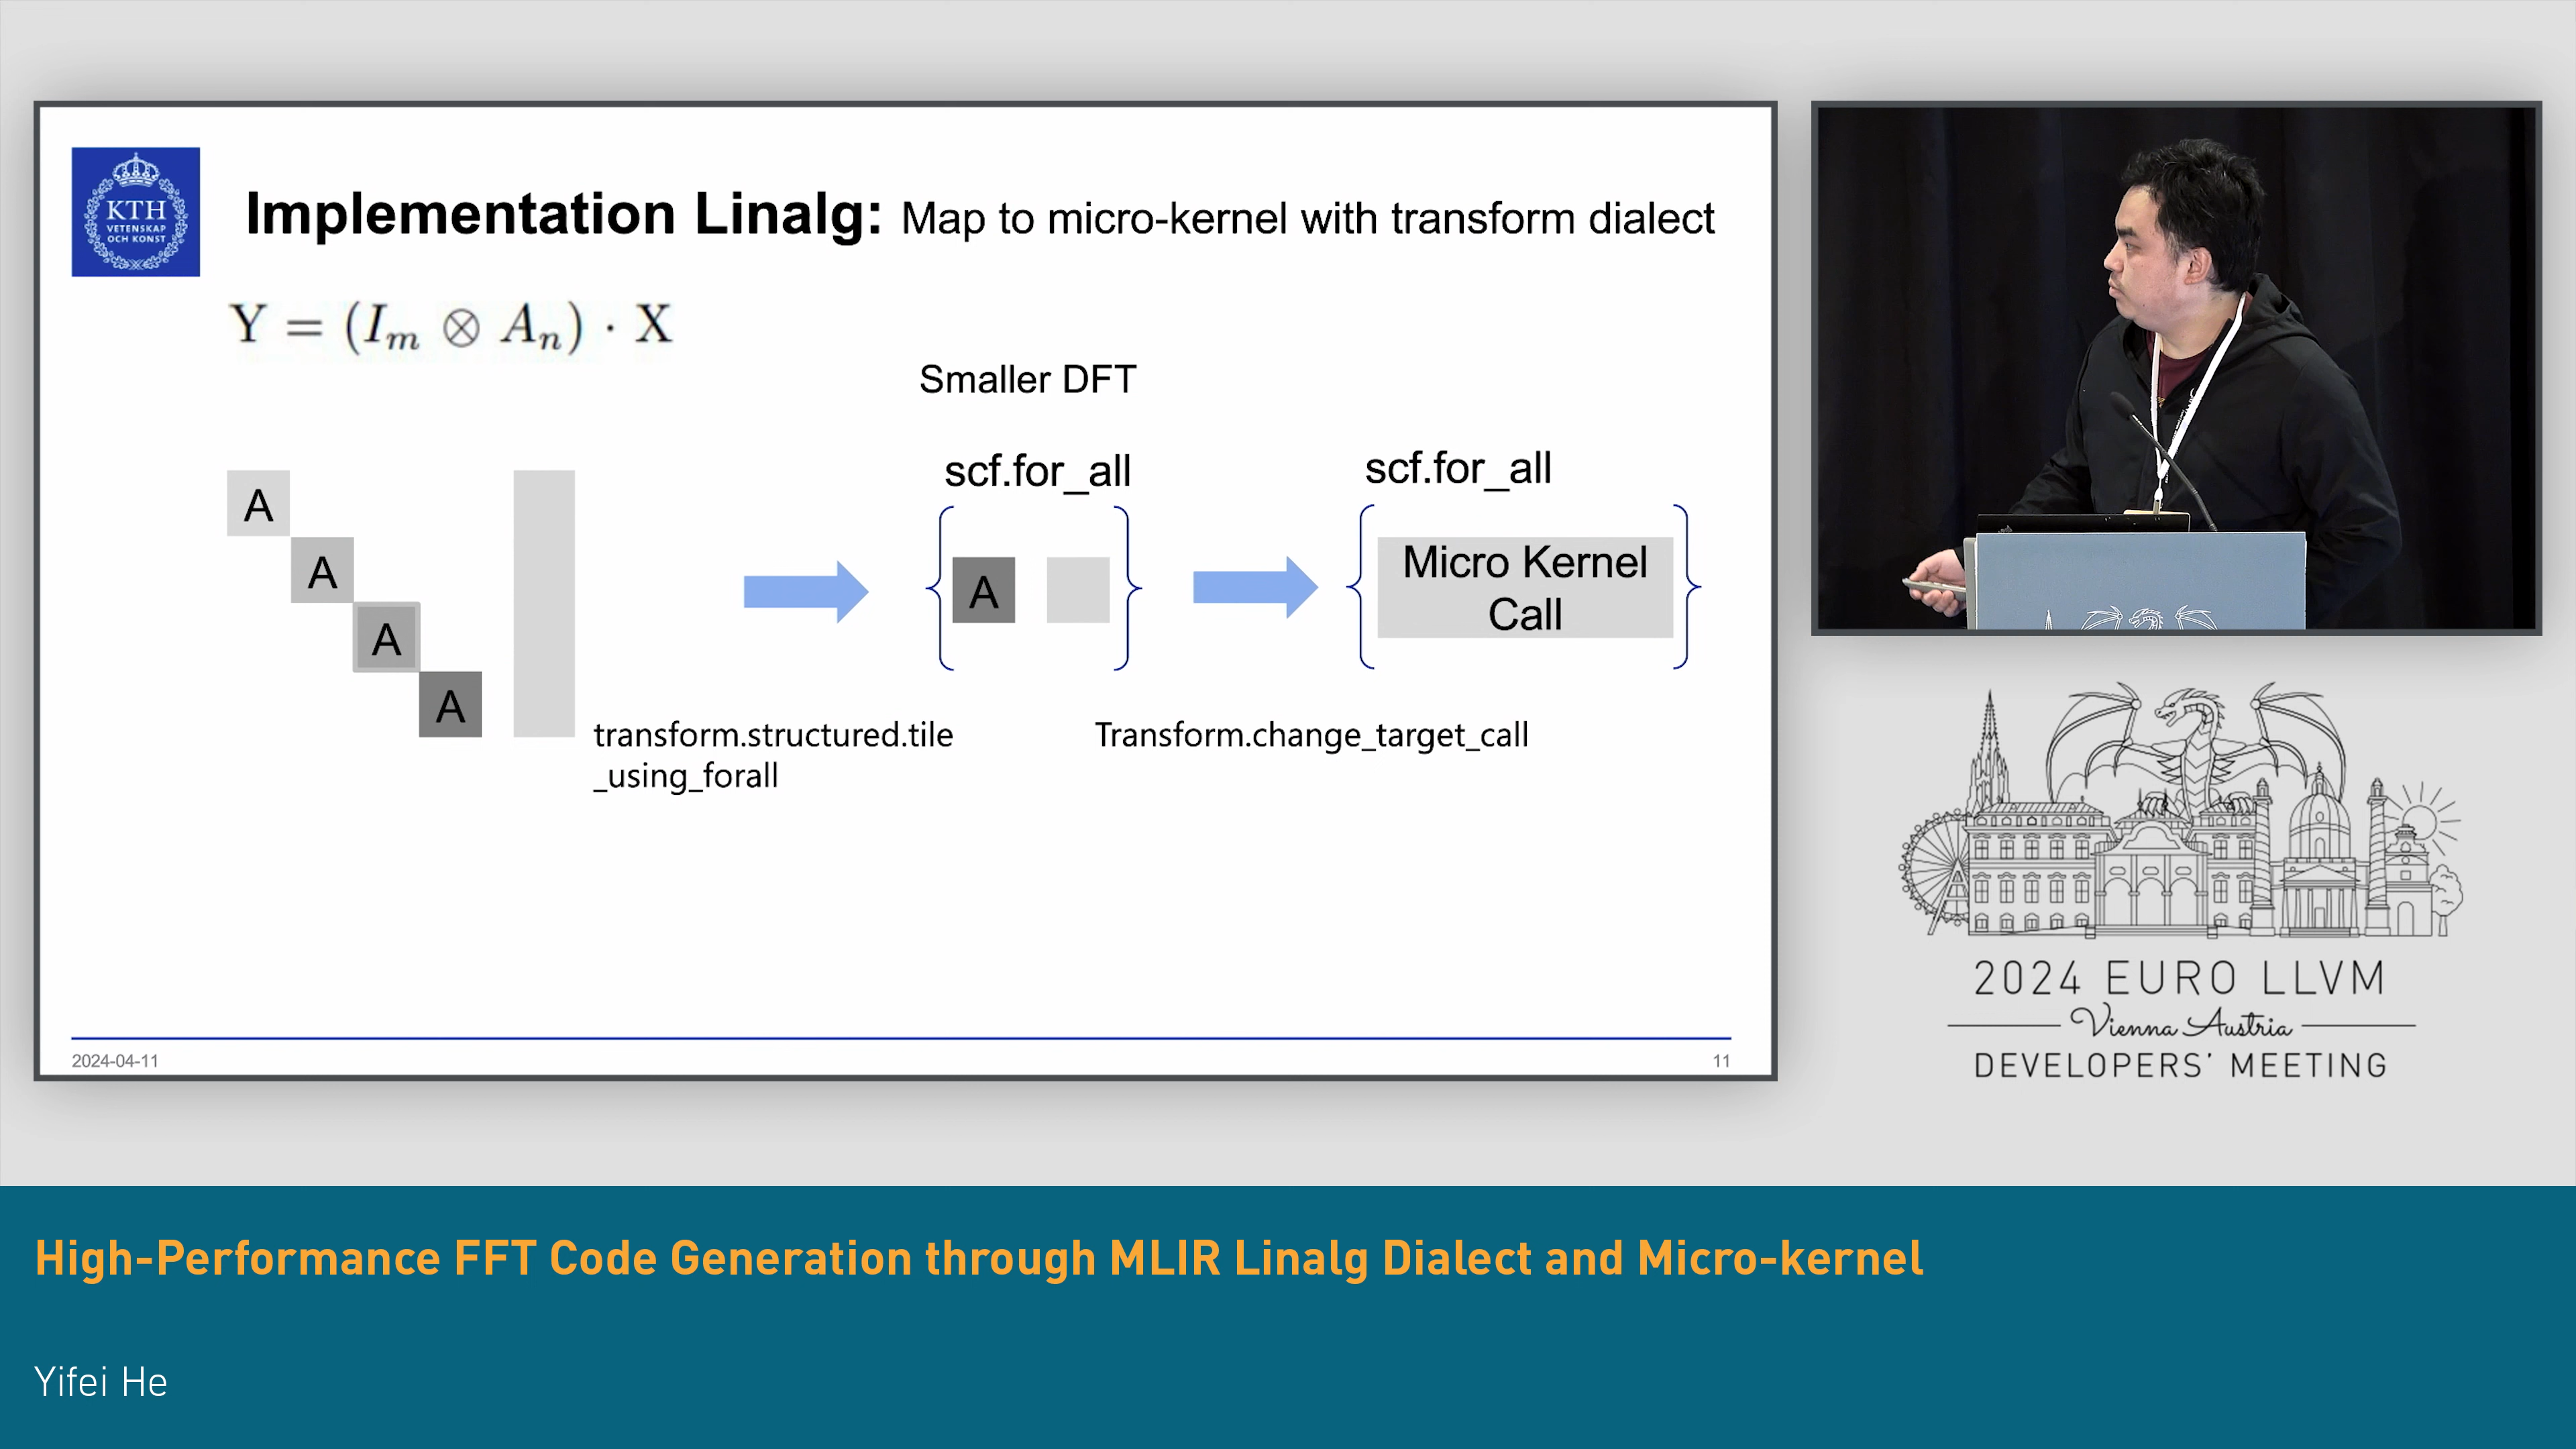 KTH
VETENSKAP
OCH KONST
Implementation Linalg: Map to micro-kernel with transform dialect
Y = (Iₘ ⊗ Aₙ) · X
Smaller DFT
scf.for_all
scf.for_all
A
A
A
A
A
Micro Kernel
Call
transform.structured.tile
_using_forall
Transform.change_target_call
2024-04-11
11
2024 EURO LLVM
Vienna Austria
DEVELOPERS' MEETING
High-Performance FFT Code Generation through MLIR Linalg Dialect and Micro-kernel
Yifei He